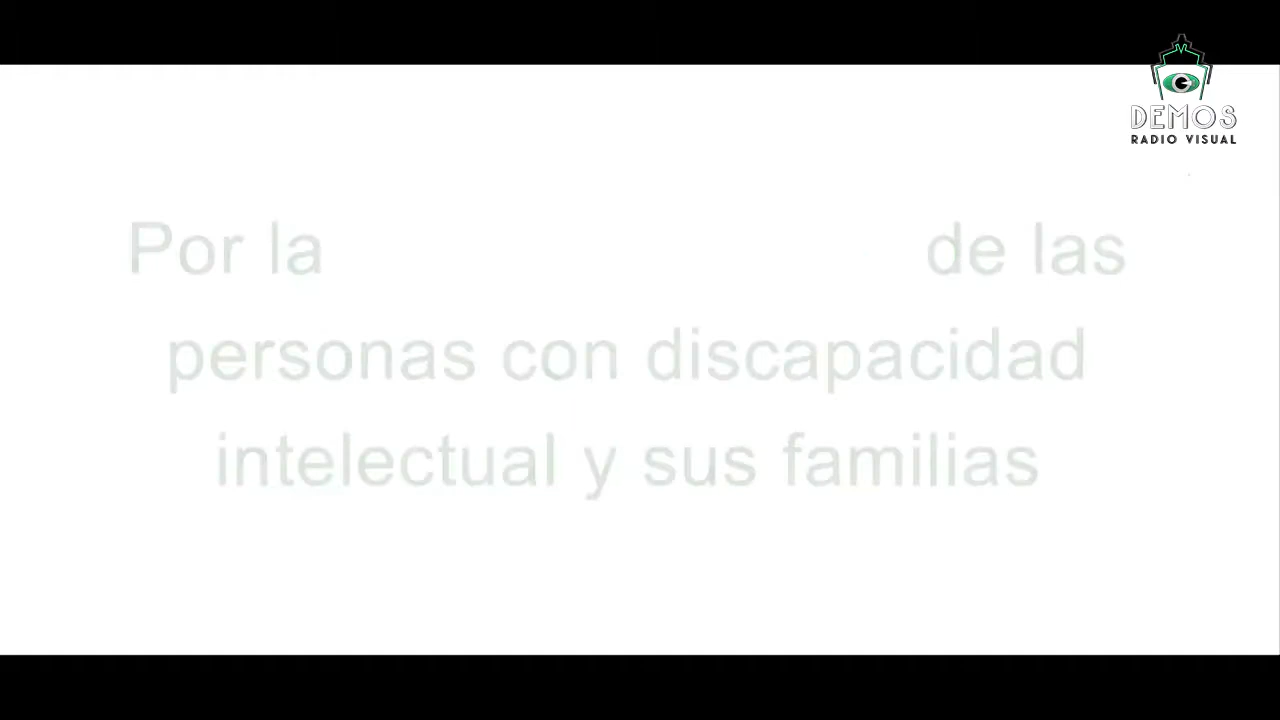 DEMOS
RADIO VISUAL
Por la de las
personas con discapacidad
intelectual y sus familias